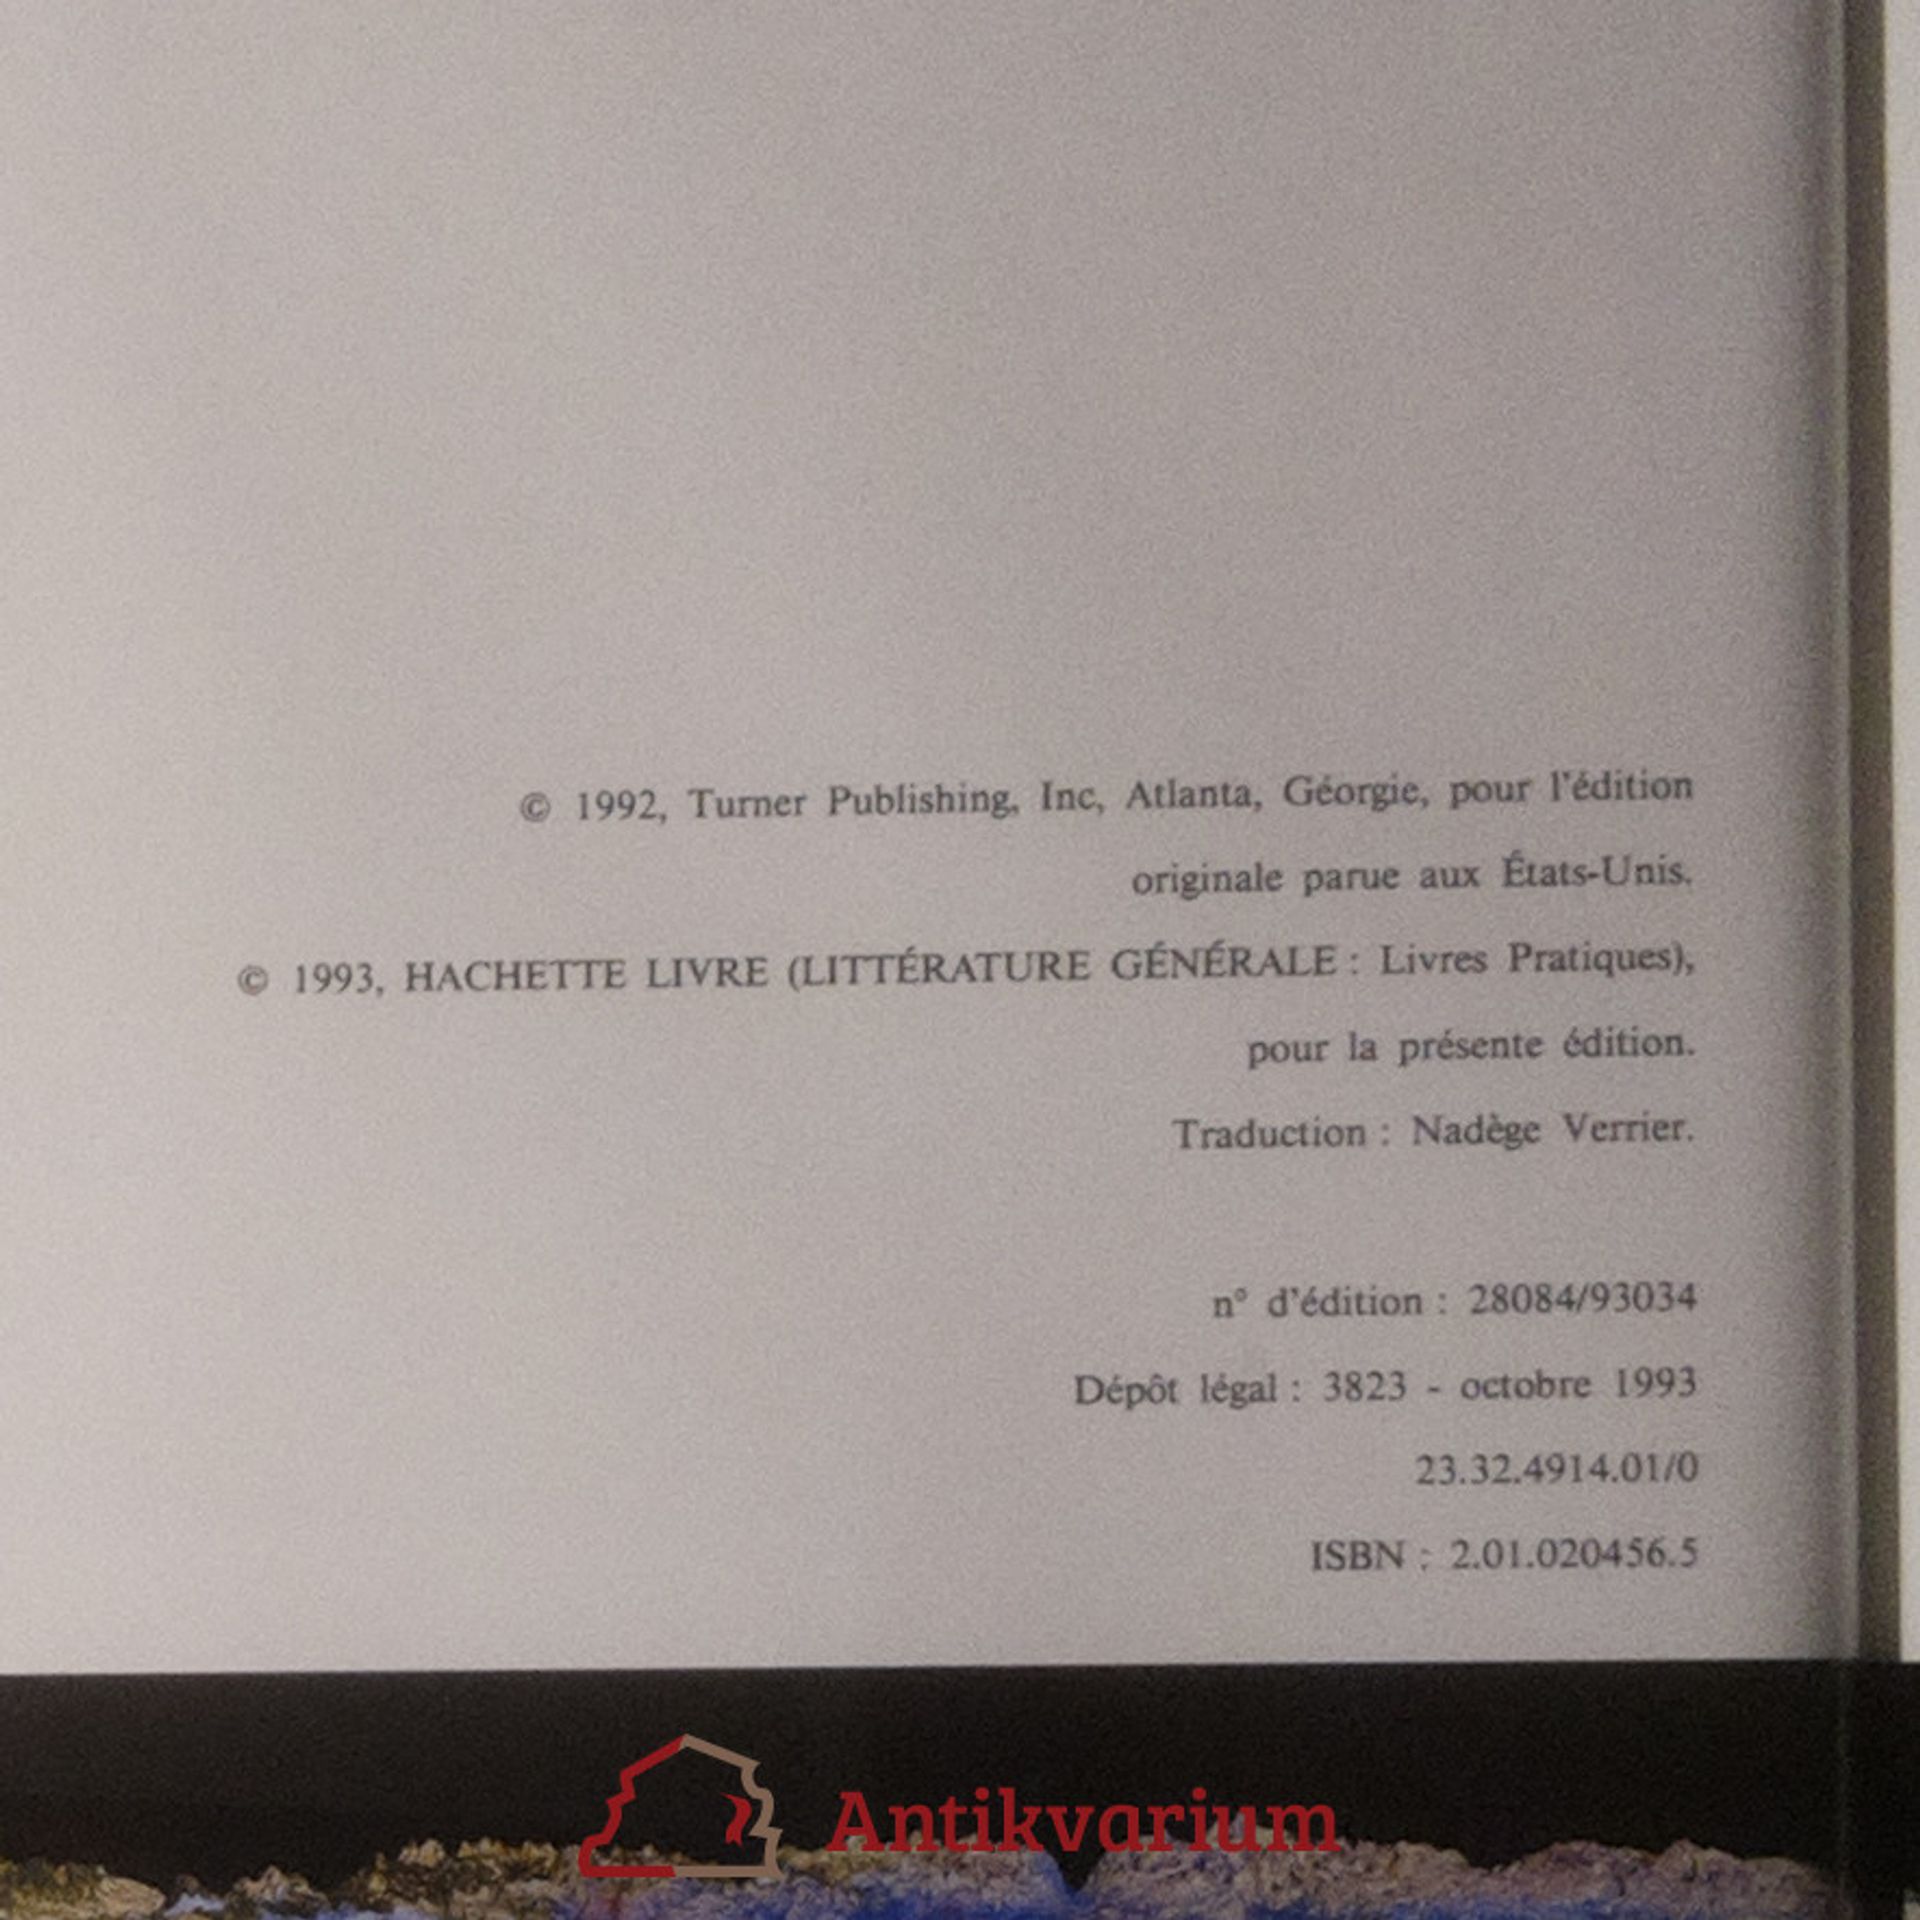 © 1992, Turner Publishing, Inc, Atlanta, Géorgie, pour l'édition
originale parue aux États-Unis.
© 1993, HACHETTE LIVRE (LITTÉRATURE GÉNÉRALE : Livres Pratiques),
pour la présente édition.
Traduction : Nadège Verrier.
n° d'édition : 28084/93034
Dépôt légal : 3823 - octobre 1993
23.32.4914.01/0
ISBN : 2.01.020456.5
Antikvarium